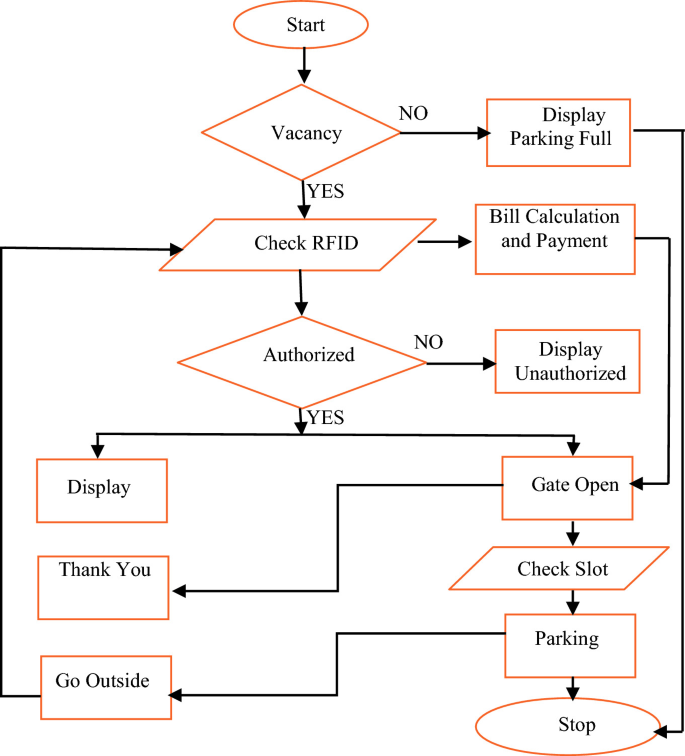 Start
Vacancy
NO
Display
Parking Full
YES
Check RFID
Bill Calculation
and Payment
Authorized
NO
Display
Unauthorized
YES
Display
Gate Open
Thank You
Check Slot
Parking
Go Outside
Stop